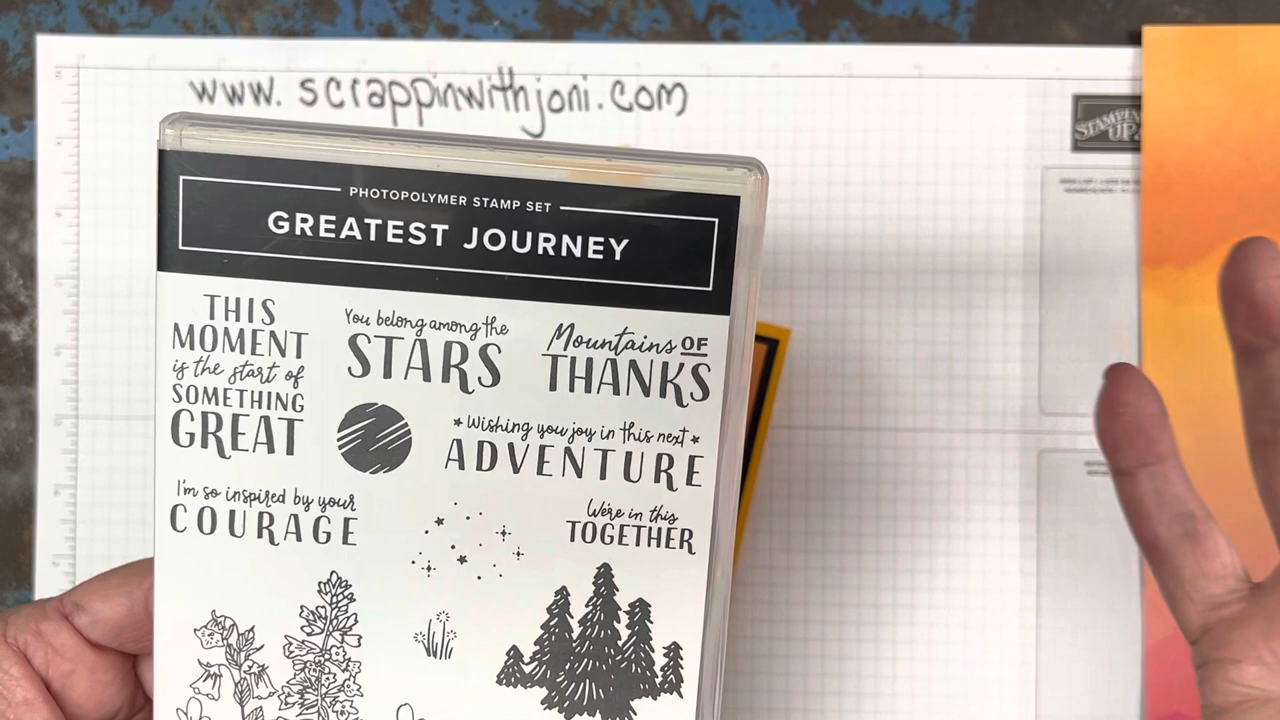 www.scrappinwithjoni.com
STAMPIN'
UP!
PHOTOPOLYMER STAMP SET
GREATEST JOURNEY
THIS
MOMENT
is the start of
SOMETHING
GREAT
You belong among the
STARS
Mountains OF
THANKS
Wishing you joy in this next
ADVENTURE
I'm so inspired by your
COURAGE
We're in this
TOGETHER